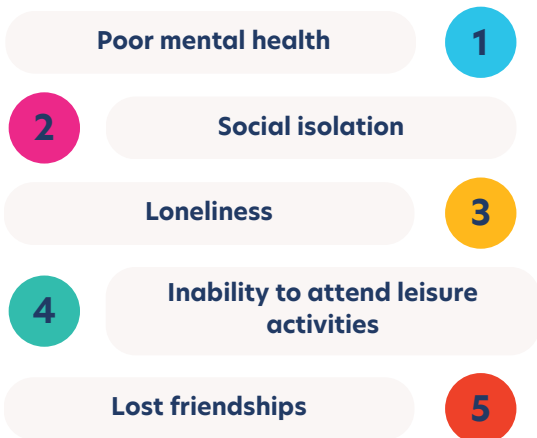 Poor mental health 1
2 Social isolation
Loneliness 3
4 Inability to attend leisure
activities
Lost friendships 5